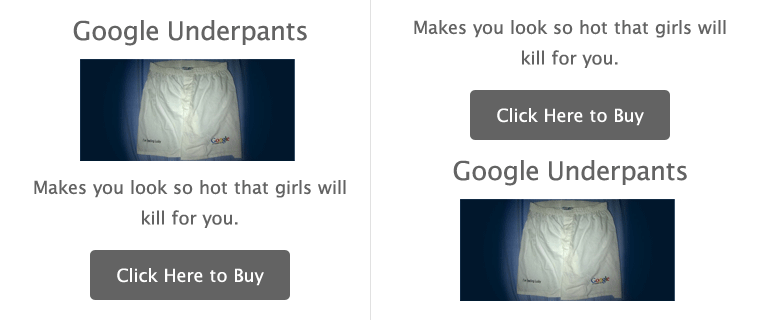 Google Underpants
Google
Makes you look so hot that girls will
kill for you.
Click Here to Buy
Makes you look so hot that girls will
kill for you.
Click Here to Buy
Google Underpants
Google